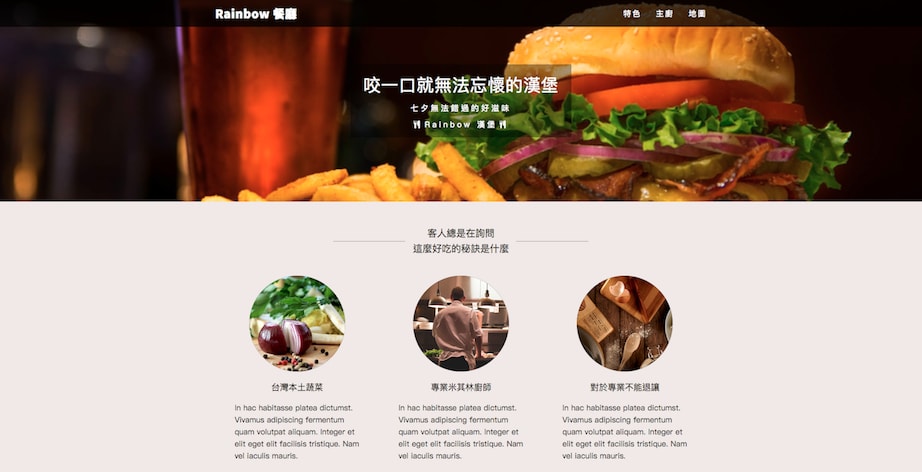 Rainbow 餐廳
特色 主廚 地圖
咬一口就無法忘懷的漢堡
七夕無法錯過的好滋味
Rainbow 漢堡
客人總是在詢問
這麼好吃的秘訣是什麼
台灣本土蔬菜
In hac habitasse platea dictumst.
Vivamus adipiscing fermentum
quam volutpat aliquam. Integer et
elit eget elit facilisis tristique. Nam
vel iaculis mauris.
專業米其林廚師
In hac habitasse platea dictumst.
Vivamus adipiscing fermentum
quam volutpat aliquam. Integer et
elit eget elit facilisis tristique. Nam
vel iaculis mauris.
對於專業不能退讓
In hac habitasse platea dictumst.
Vivamus adipiscing fermentum
quam volutpat aliquam. Integer et
elit eget elit facilisis tristique. Nam
vel iaculis mauris.